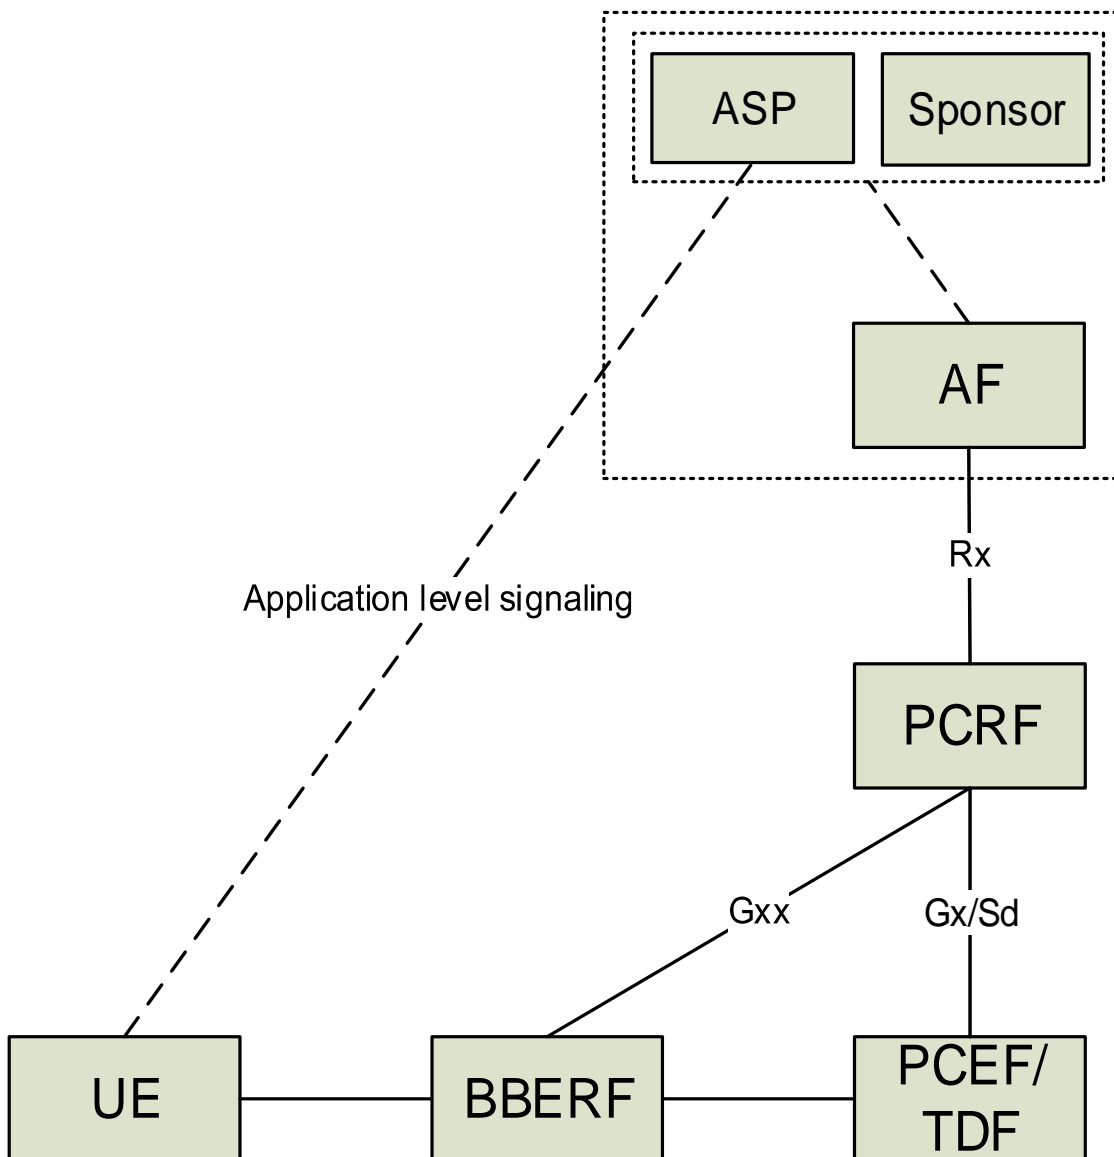 ASP
Sponsor
AF
Rx
Application level signaling
PCRF
Gxx
Gx/Sd
UE
BBERF
PCEF/
TDF